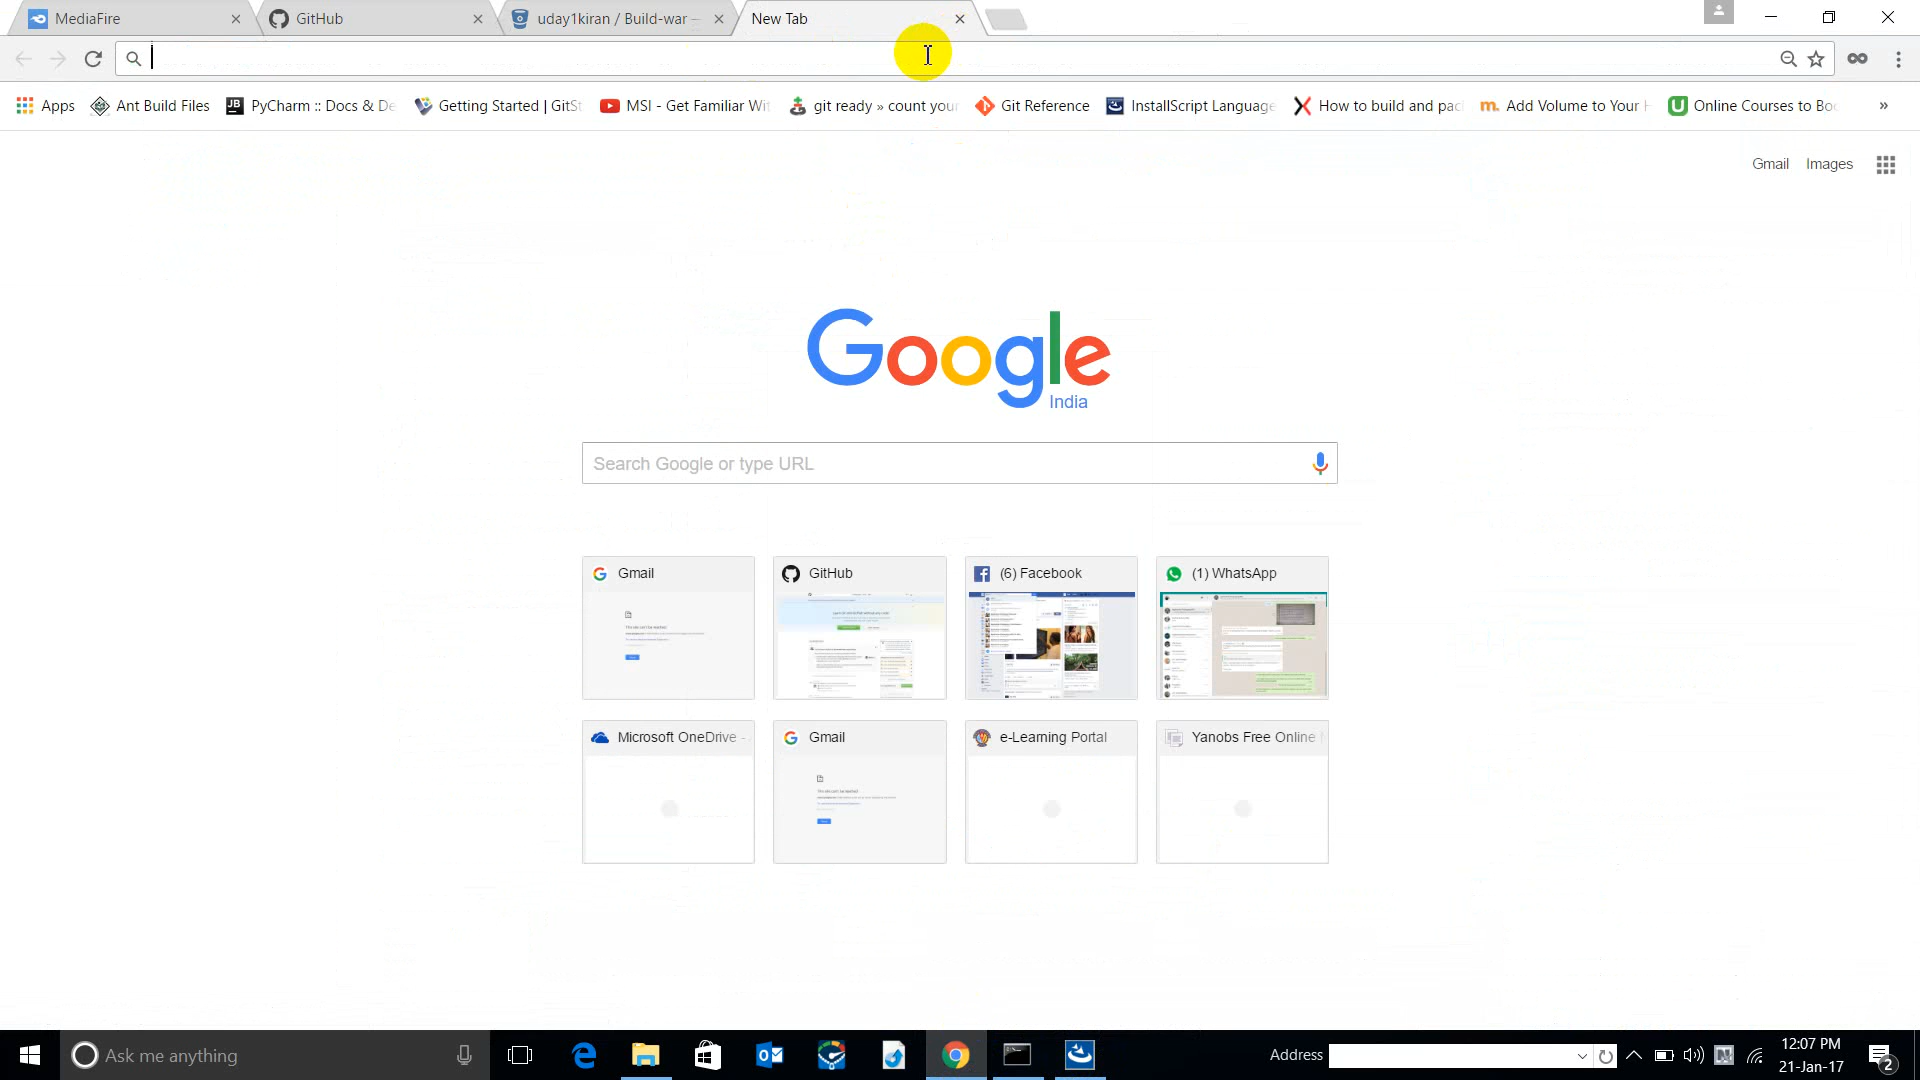 MediaFire
GitHub
uday1kiran / Build-war
New Tab
Apps
Ant Build Files
PyCharm :: Docs & De
Getting Started | GitSt
MSI - Get Familiar Wit
git ready » count your
Git Reference
InstallScript Language
How to build and pac
Add Volume to Your H
Online Courses to Boo
»
Gmail Images
Google
India
Search Google or type URL
Gmail
GitHub
(6) Facebook
(1) WhatsApp
Microsoft OneDrive -
Gmail
e-Learning Portal
Yanobs Free Online
Ask me anything
Address
12:07 PM
21-Jan-17
2